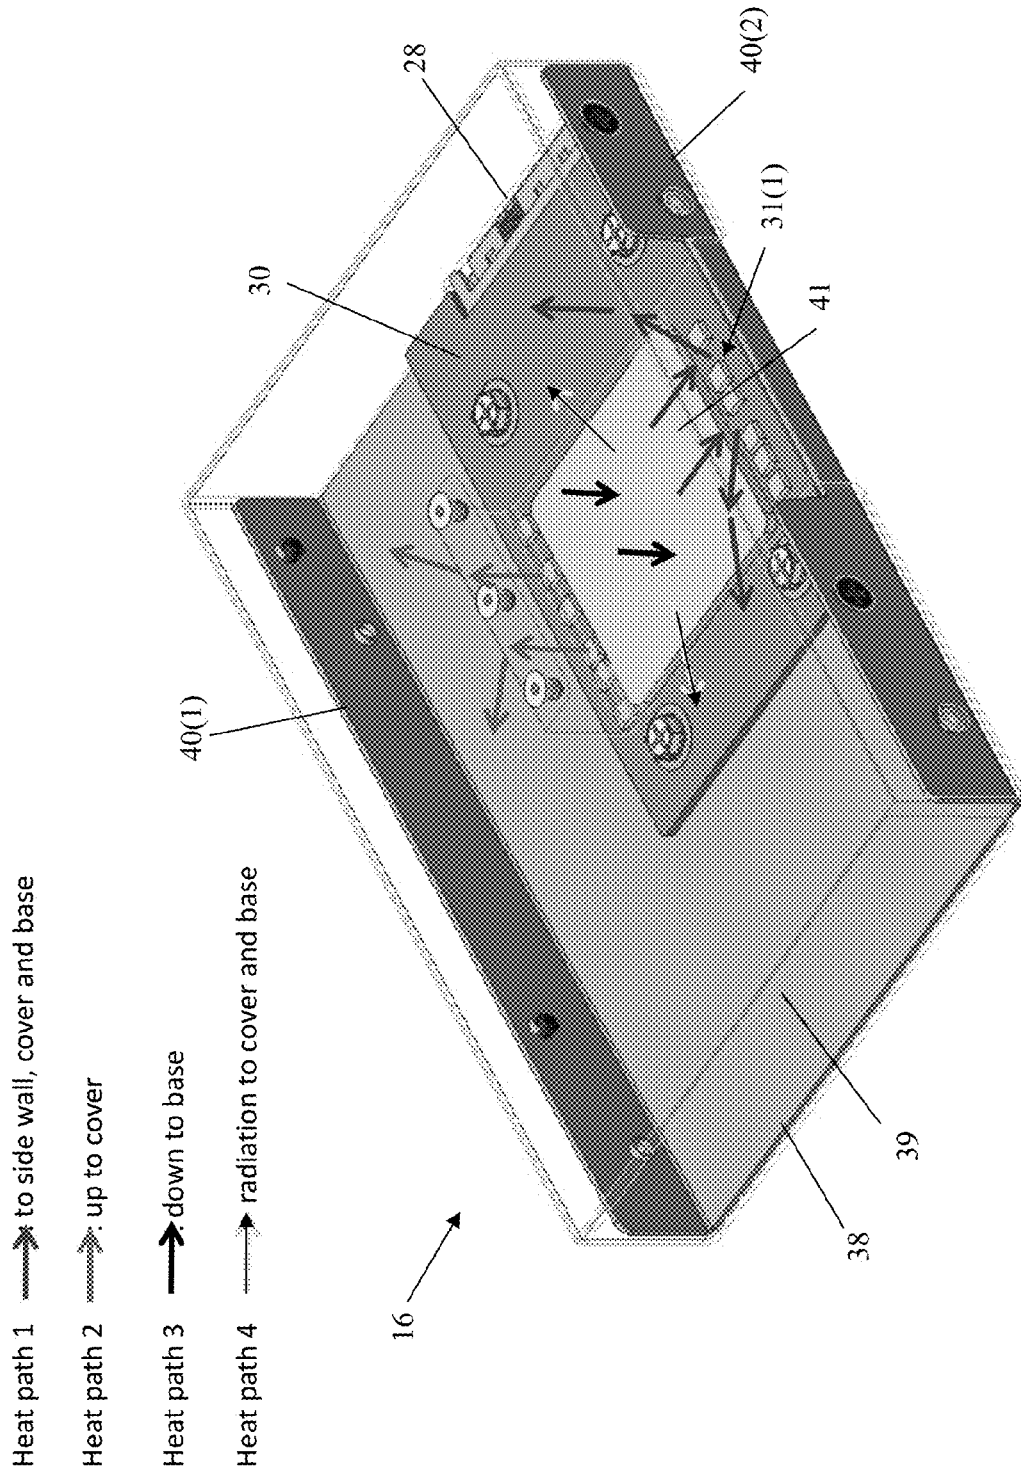 Heat path 1 : to side wall, cover and base
Heat path 2 : up to cover
Heat path 3 : down to base
Heat path 4 : radiation to cover and base
16
40(1)
30
28
40(2)
31(1)
41
39
38